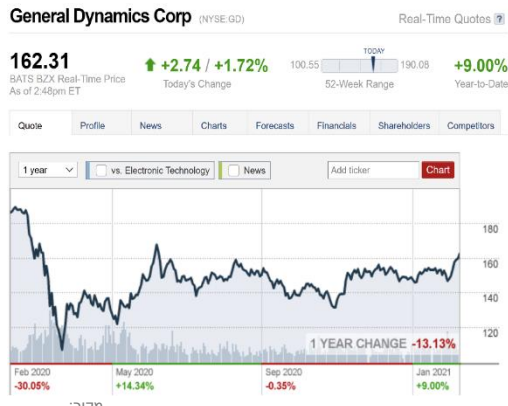 General Dynamics Corp (NYSE:GD)
Real-Time Quotes ?
162.31
BATS BZX Real-Time Price
As of 2:48pm ET
+2.74 / +1.72%
Today's Change
TODAY
100.55 190.08
52-Week Range
+9.00%
Year-to-Date
Quote Profile News Charts Forecasts Financials Shareholders Competitors
1 year vs. Electronic Technology News Add ticker Chart
180
160
140
120
1 YEAR CHANGE -13.13%
Feb 2020 May 2020 Sep 2020 Jan 2021
-30.05% +14.34% -0.35% +9.00%